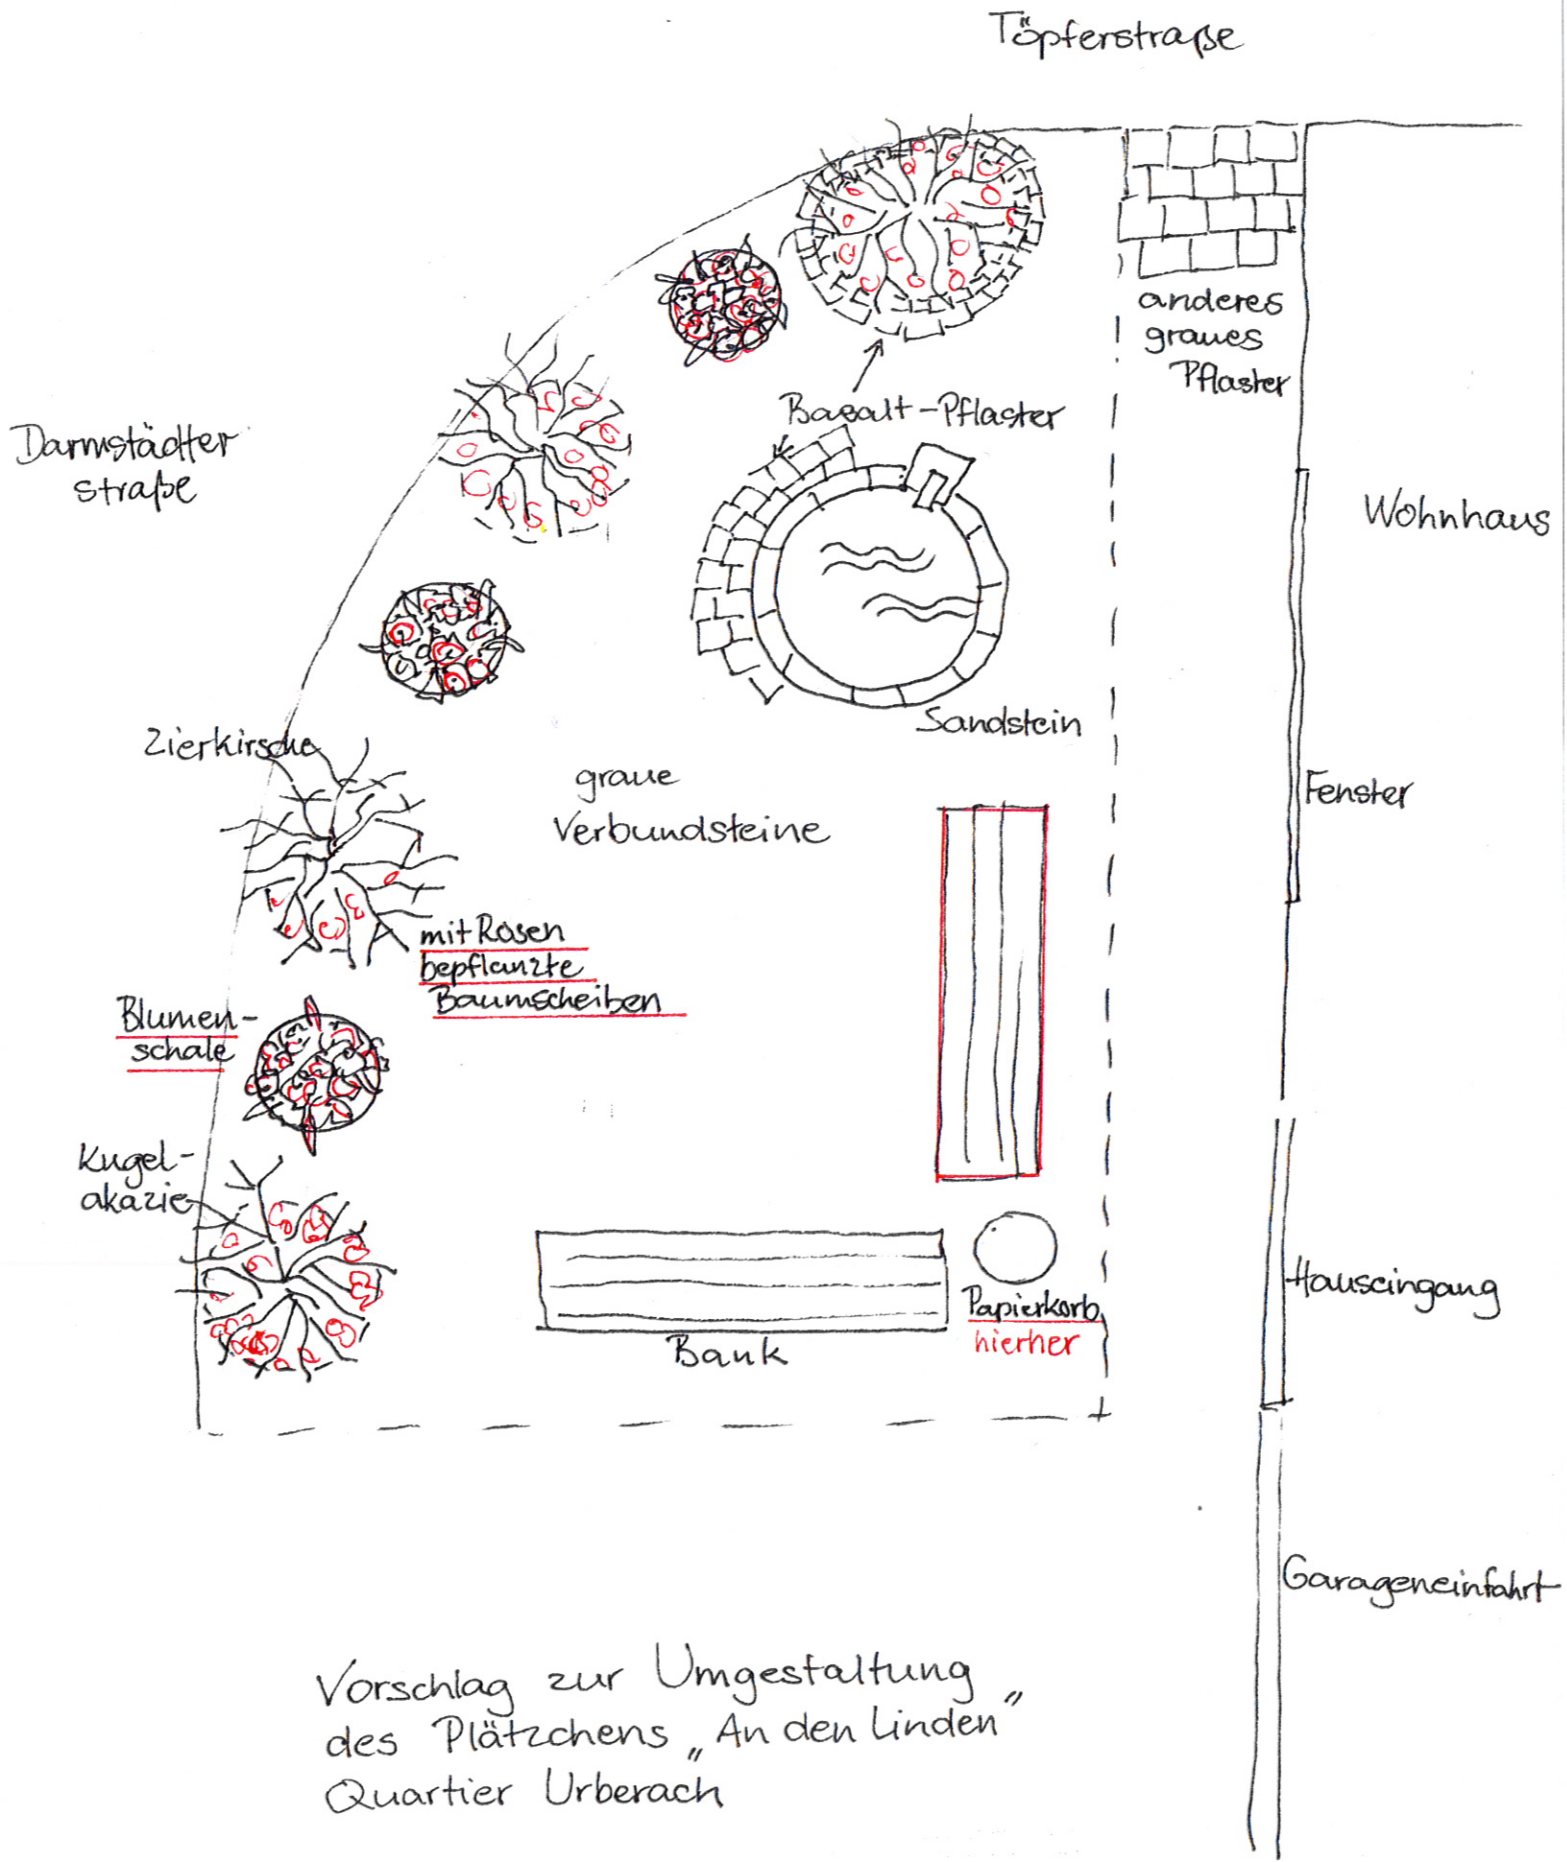 Töpferstraße
anderes
graues
Pflaster
Basalt-Pflaster
Darmstädter
straße
Wohnhaus
Sandstein
Zierkirsche
graue
Verbundsteine
Fenster
mit Rosen
bepflanzte
Baumscheiben
Blumen-
schale
Kugel-
akazie
Hauseingang
Papierkorb
hierher
Bank
Garageneinfahrt
Vorschlag zur Umgestaltung
des Plätzchens „An den Linden"
Quartier Urberach